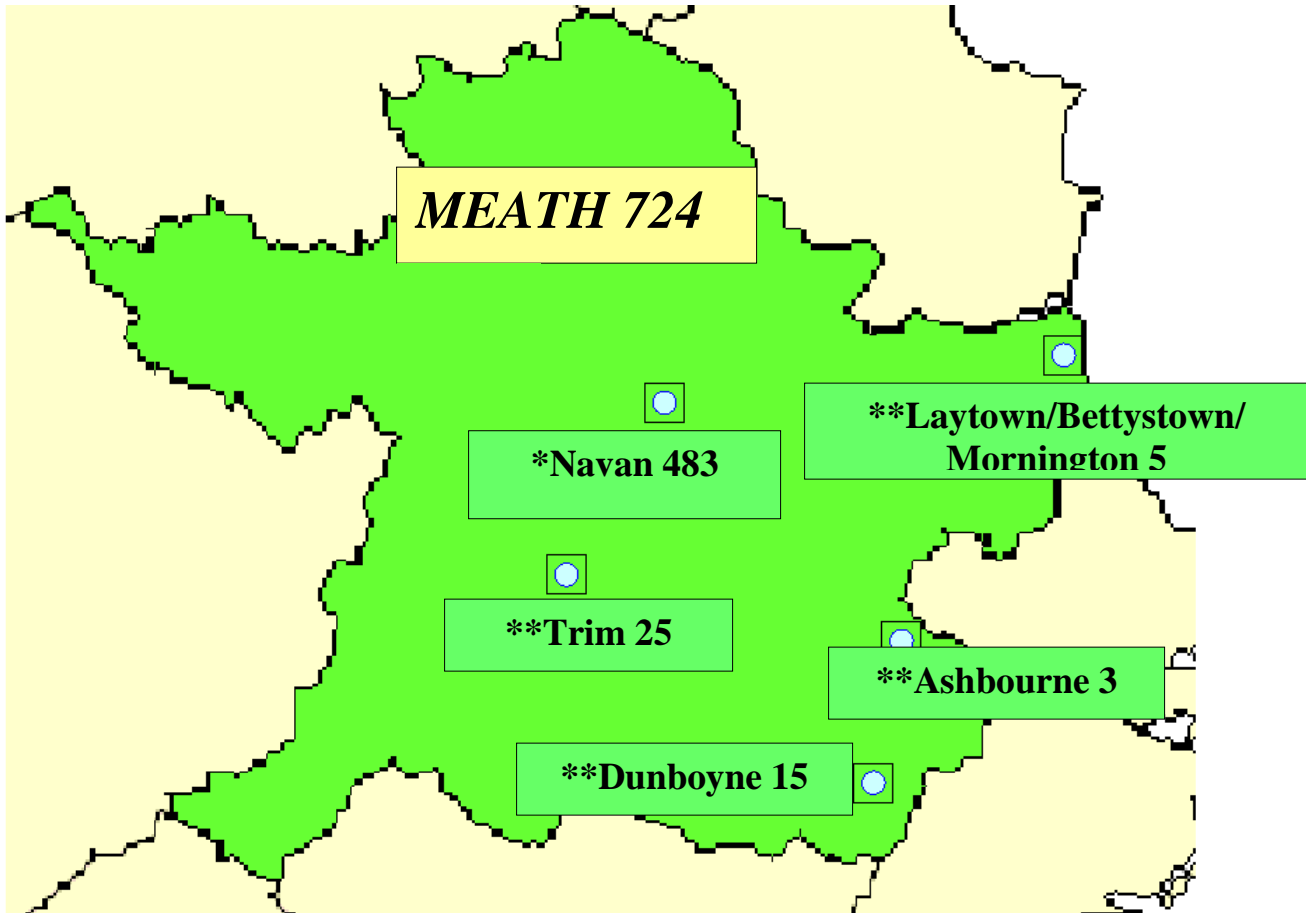 MEATH 724
**Laytown/Bettystown/
Mornington 5
*Navan 483
**Trim 25
**Ashbourne 3
**Dunboyne 15